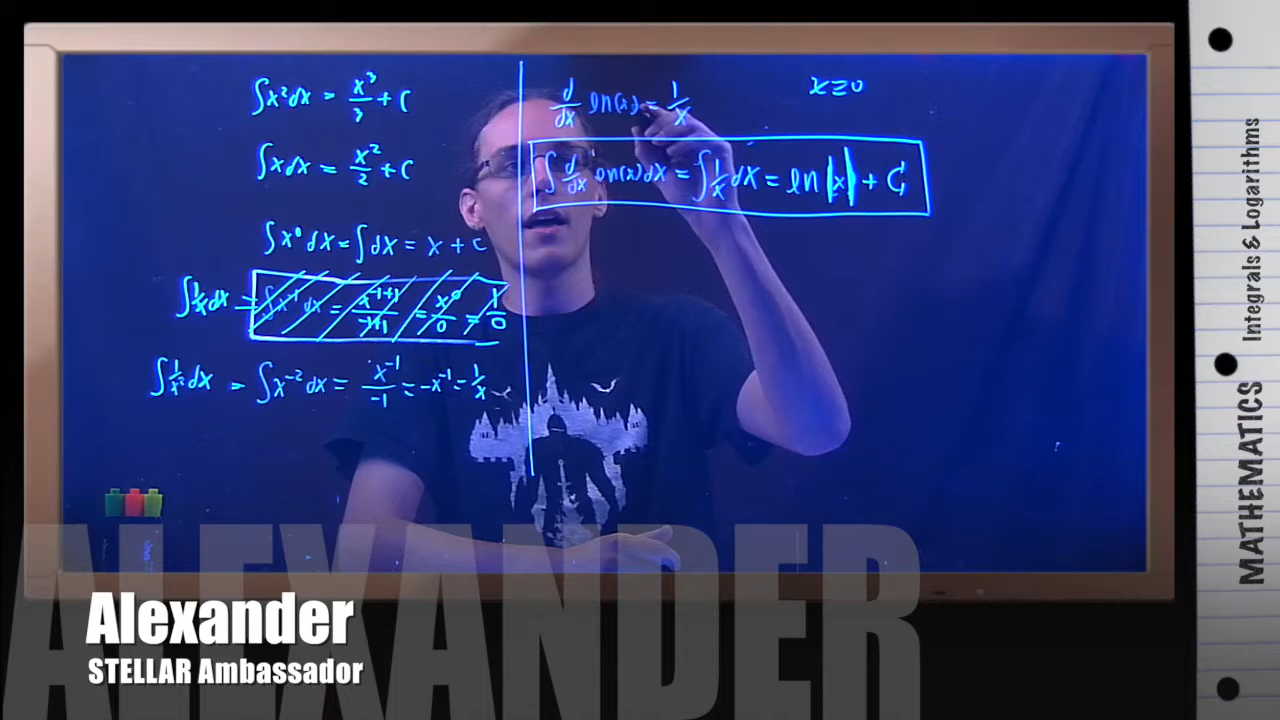 ∫x²dx = x³/3 + C
∫xdx = x²/2 + C
∫x⁰dx = ∫dx = x + C
∫1/x dx = ∫x⁻¹dx = x⁻¹⁺¹/-1+1 = x⁰/0 = 1/0
∫1/x² dx = ∫x⁻²dx = x⁻¹/-1 = -x⁻¹ = 1/x
d/dx ln(x) = 1/x
x≥0
∫ d/dx ln(x)dx = ∫1/x dx = ln|x| + C
ALEXANDER
Alexander
STELLAR Ambassador
MATHEMATICS
Integrals & Logarithms